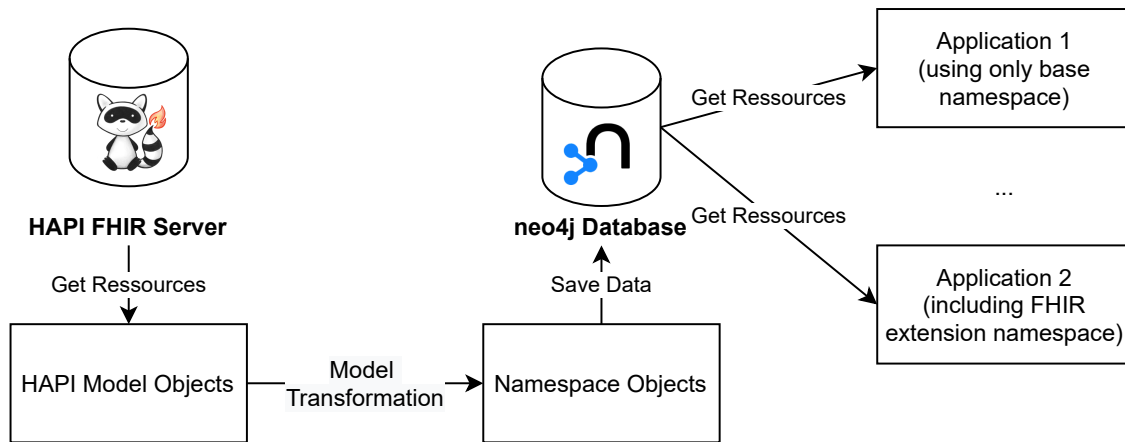 HAPI FHIR Server
Get Ressources
HAPI Model Objects
Model
Transformation
Namespace Objects
Save Data
neo4j Database
Get Ressources
Get Ressources
Application 1
(using only base
namespace)
...
Application 2
(including FHIR
extension namespace)